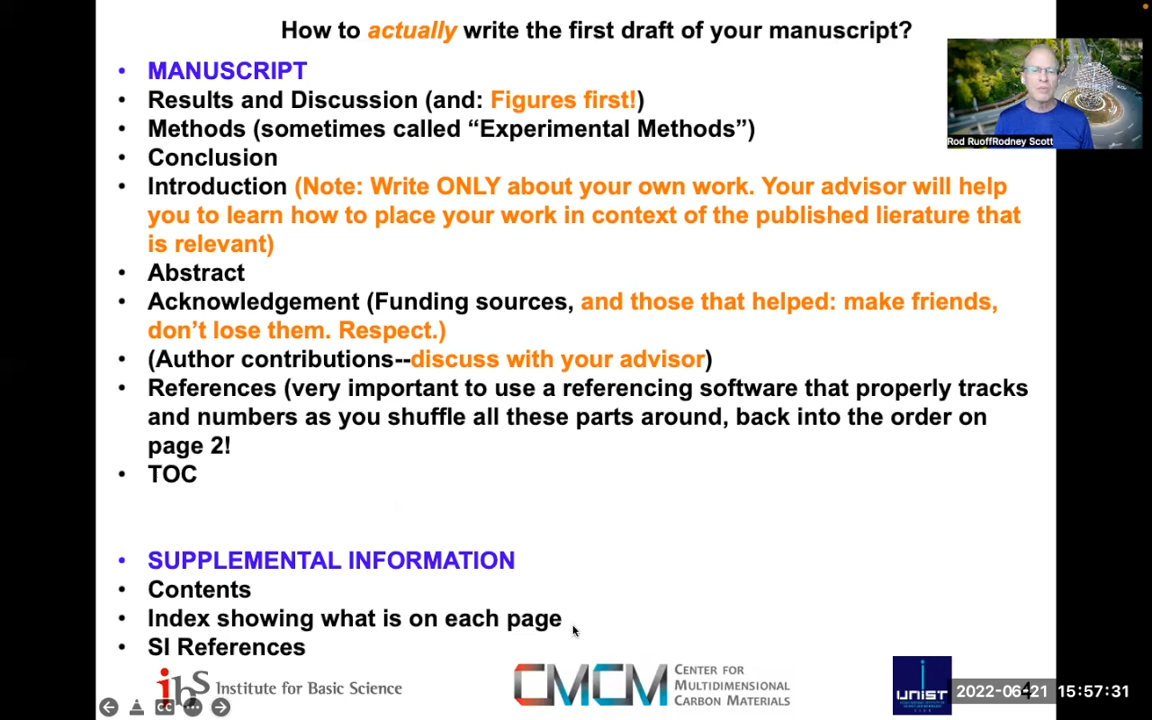 How to actually write the first draft of your manuscript?
• MANUSCRIPT
• Results and Discussion (and: Figures first!)
• Methods (sometimes called “Experimental Methods”)
• Conclusion
• Introduction (Note: Write ONLY about your own work. Your advisor will help
you to learn how to place your work in context of the published lierature that
is relevant)
• Abstract
• Acknowledgement (Funding sources, and those that helped: make friends,
don’t lose them. Respect.)
• (Author contributions--discuss with your advisor)
• References (very important to use a referencing software that properly tracks
and numbers as you shuffle all these parts around, back into the order on
page 2!
• TOC
• SUPPLEMENTAL INFORMATION
• Contents
• Index showing what is on each page
• SI References
Rod RuoffRodney Scott
ibS Institute for Basic Science
CMCM CENTER FOR
MULTIDIMENSIONAL
CARBON MATERIALS
UNIST
4
2022-06-21 15:57:31
CC